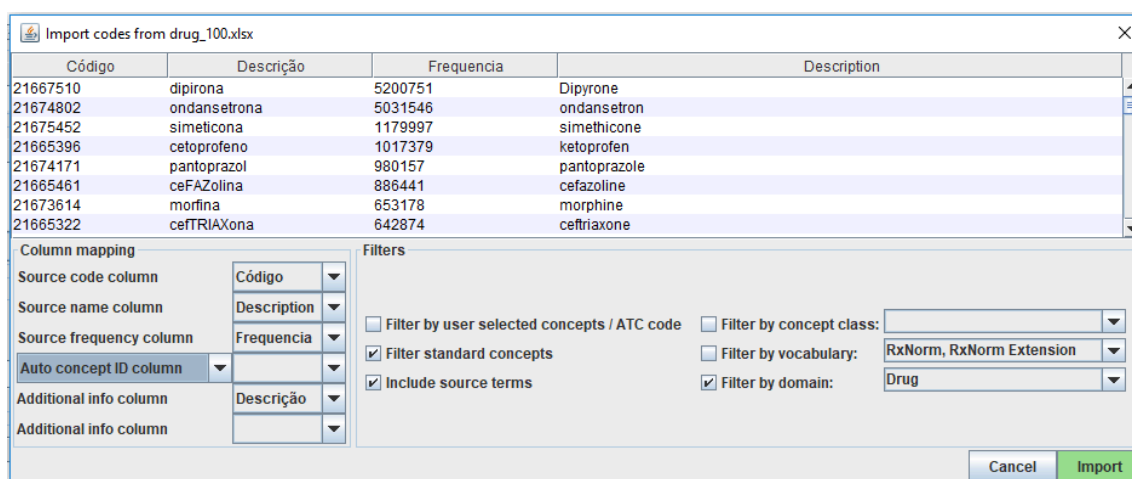 Import codes from drug_100.xlsx
Código Descrição Frequencia Description
21667510 dipirona 5200751 Dipyrone
21674802 ondansetrona 5031546 ondansetron
21675452 simeticona 1179997 simethicone
21665396 cetoprofeno 1017379 ketoprofen
21674171 pantoprazol 980157 pantoprazole
21665461 ceFAZolina 886441 cefazoline
21673614 morfina 653178 morphine
21665322 cefTRIAXona 642874 ceftriaxone
Column mapping
Source code column Código
Source name column Description
Source frequency column Frequencia
Auto concept ID column
Additional info column Descrição
Additional info column
Filters
Filter by user selected concepts / ATC code
Filter standard concepts
Include source terms
Filter by concept class:
Filter by vocabulary: RxNorm, RxNorm Extension
Filter by domain: Drug
Cancel Import